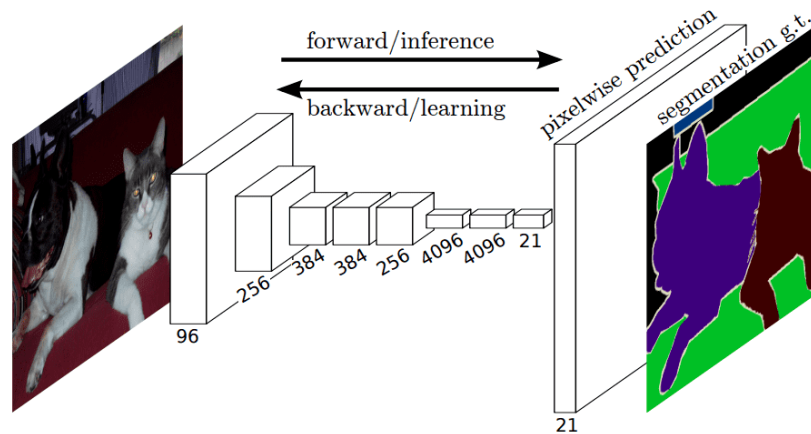 forward/inference
backward/learning
pixelwise prediction
segmentation g.t.
96
256
384
384
256
4096
4096
21
21